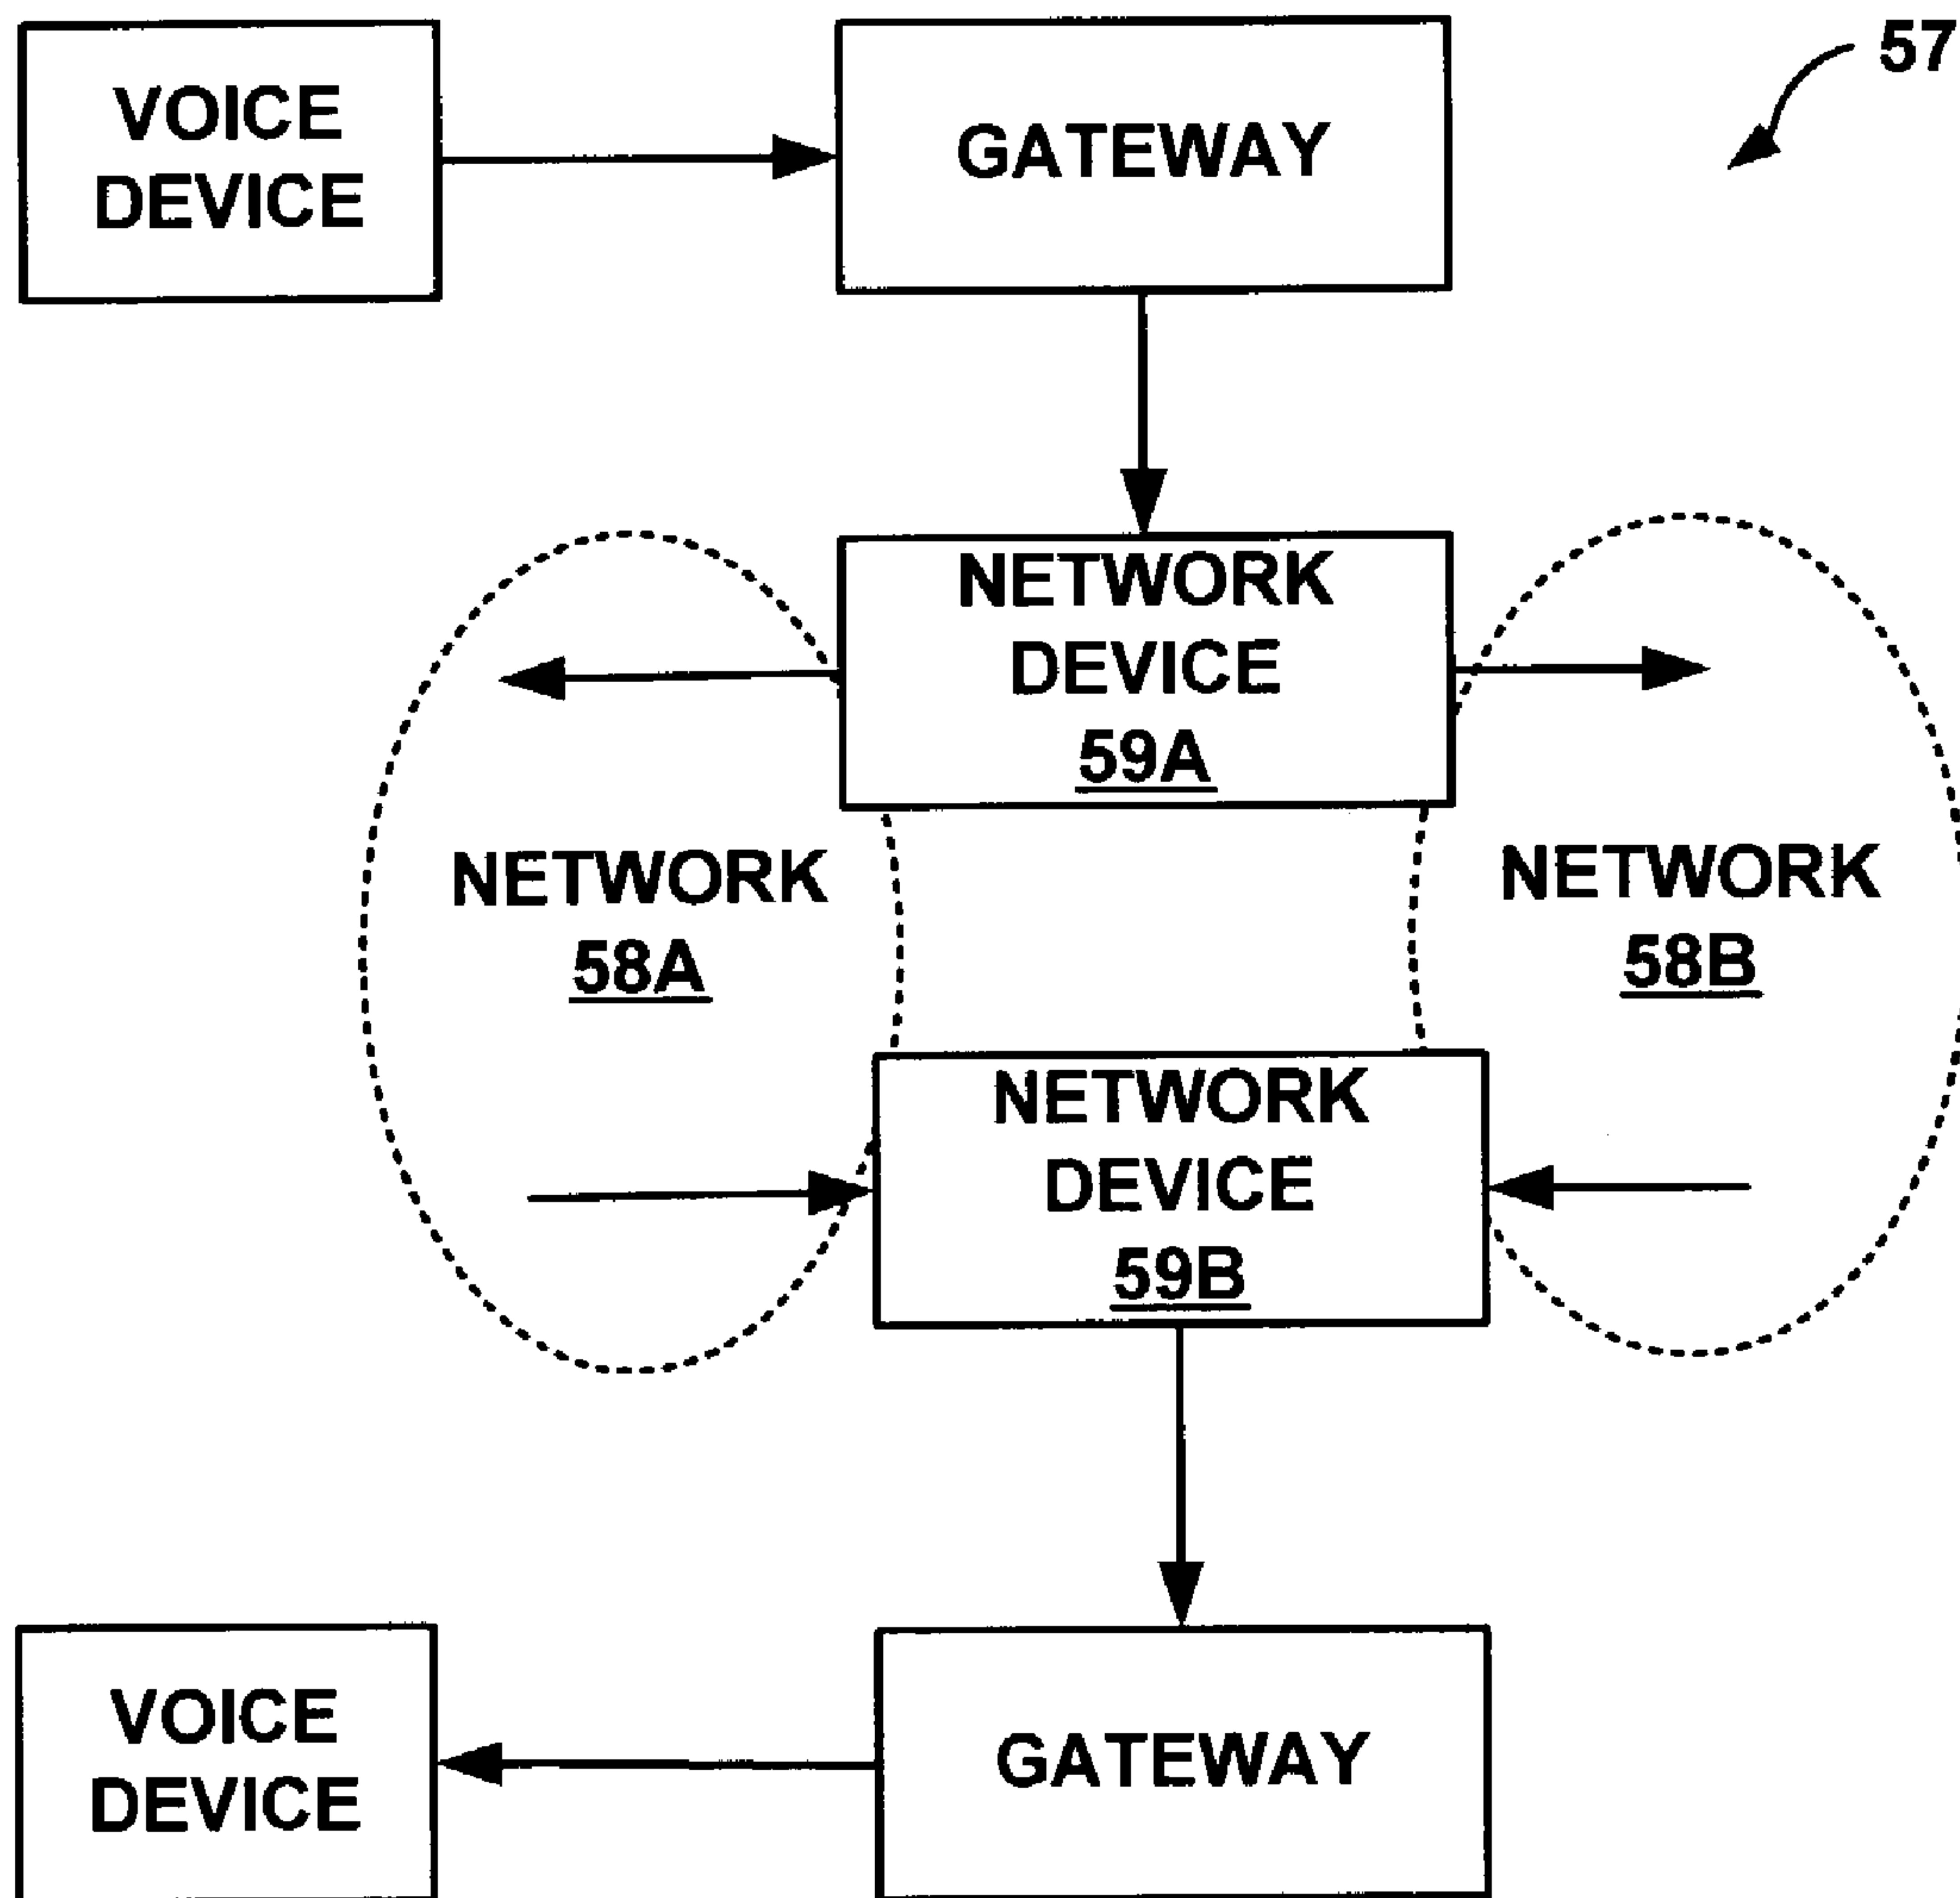 57
VOICE
DEVICE
GATEWAY
NETWORK
DEVICE
59A
NETWORK
58A
NETWORK
58B
NETWORK
DEVICE
59B
VOICE
DEVICE
GATEWAY